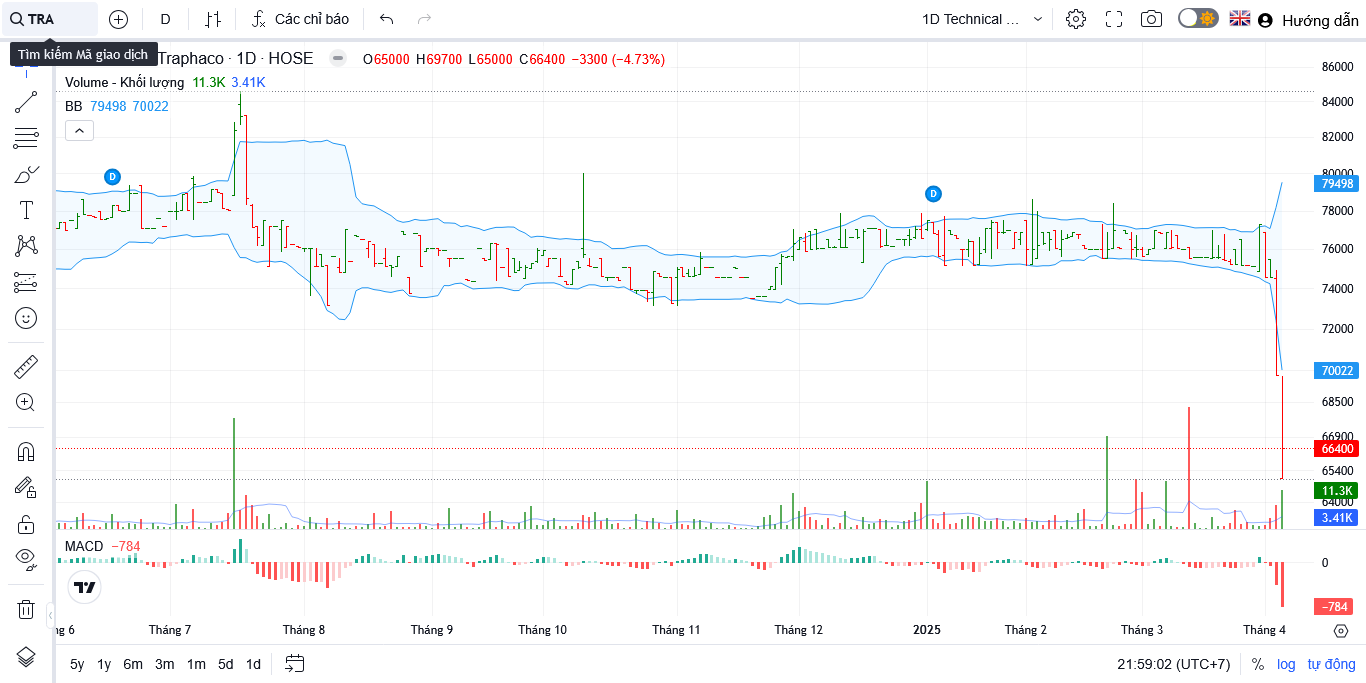 TRA
D
Các chỉ báo
1D Technical ...
Hướng dẫn
Tìm kiếm Mã giao dịch
Traphaco · 1D · HOSE
O65000 H69700 L65000 C66400 −3300 (−4.73%)
Volume - Khối lượng 11.3K 3.41K
BB 79498 70022
D
D
86000
84000
82000
80000
79498
78000
76000
74000
72000
70022
68500
66900
66400
65400
11.3K
64000
3.41K
MACD −784
0
−784
ng 6
Tháng 7
Tháng 8
Tháng 9
Tháng 10
Tháng 11
Tháng 12
2025
Tháng 2
Tháng 3
Tháng 4
5y 1y 6m 3m 1m 5d 1d
21:59:02 (UTC+7)
%
log
tự động